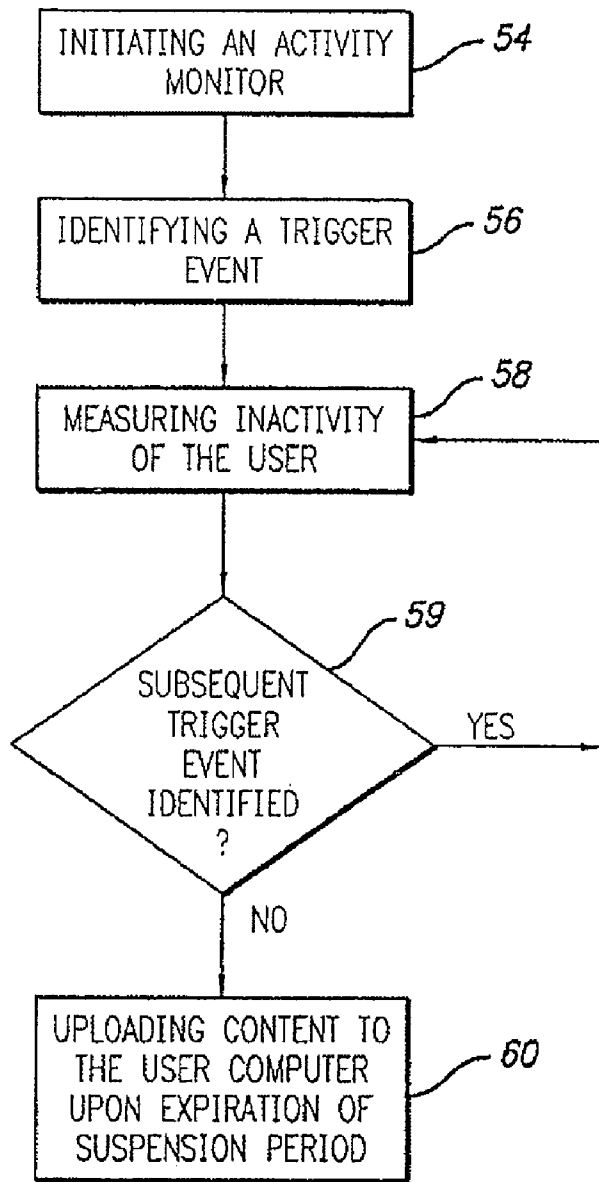 INITIATING AN ACTIVITY
MONITOR
54
IDENTIFYING A TRIGGER
EVENT
56
MEASURING INACTIVITY
OF THE USER
58
SUBSEQUENT
TRIGGER
EVENT
IDENTIFIED
?
59
YES
NO
UPLOADING CONTENT TO
THE USER COMPUTER
UPON EXPIRATION OF
SUSPENSION PERIOD
60